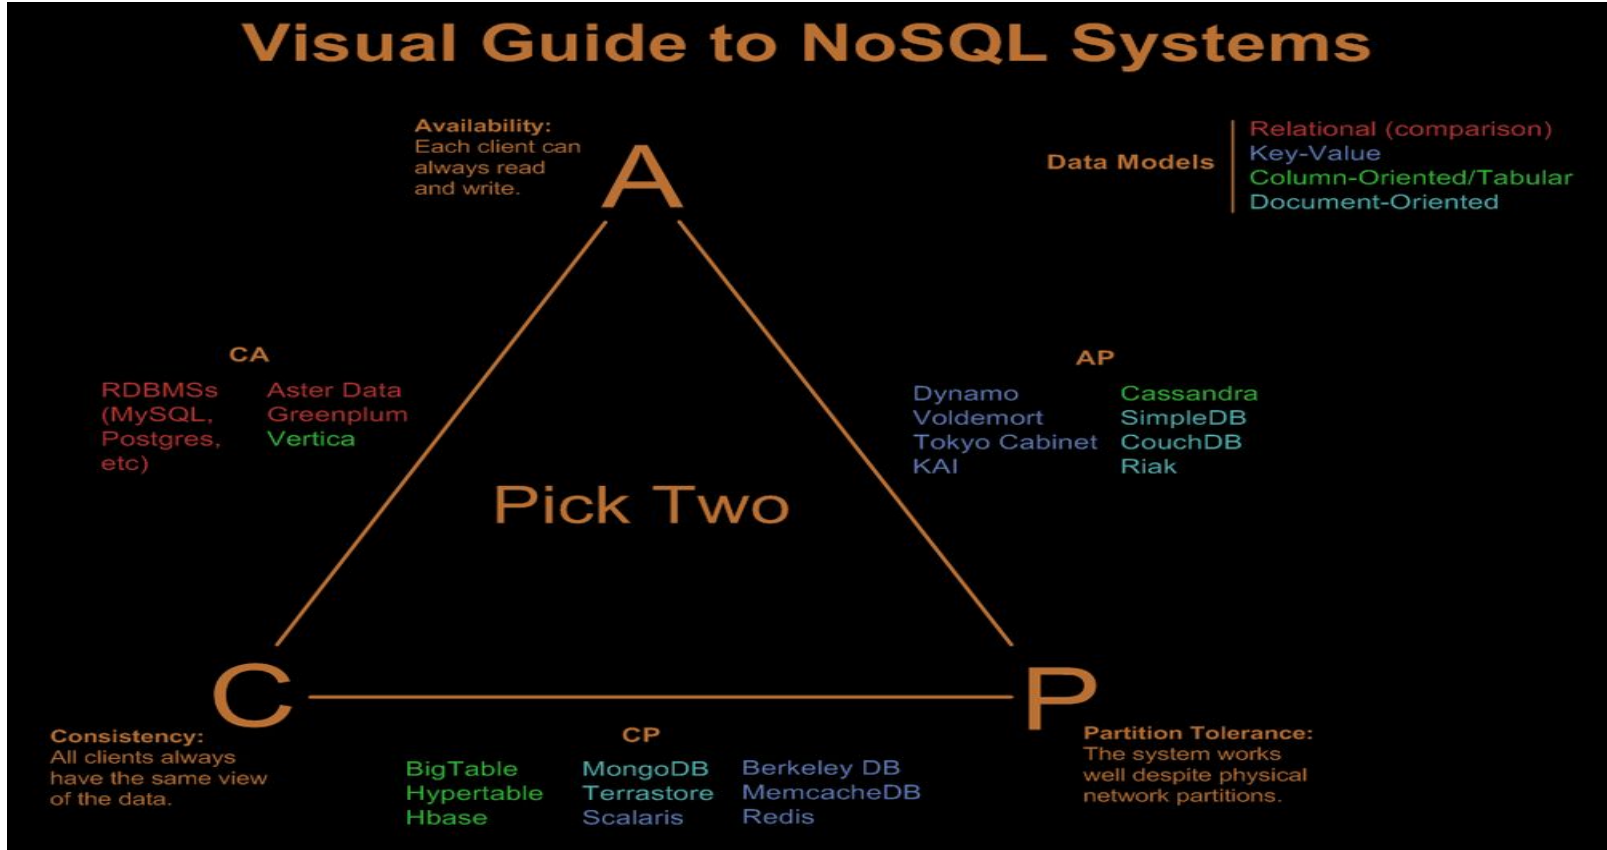 Visual Guide to NoSQL Systems
Availability:
Each client can
always read
and write.
A
Data Models
Relational (comparison)
Key-Value
Column-Oriented/Tabular
Document-Oriented
CA
RDBMSs
(MySQL,
Postgres,
etc)
Aster Data
Greenplum
Vertica
AP
Dynamo
Voldemort
Tokyo Cabinet
KAI
Cassandra
SimpleDB
CouchDB
Riak
Pick Two
C
Consistency:
All clients always
have the same view
of the data.
P
Partition Tolerance:
The system works
well despite physical
network partitions.
CP
BigTable
Hypertable
Hbase
MongoDB
Terrastore
Scalaris
Berkeley DB
MemcacheDB
Redis